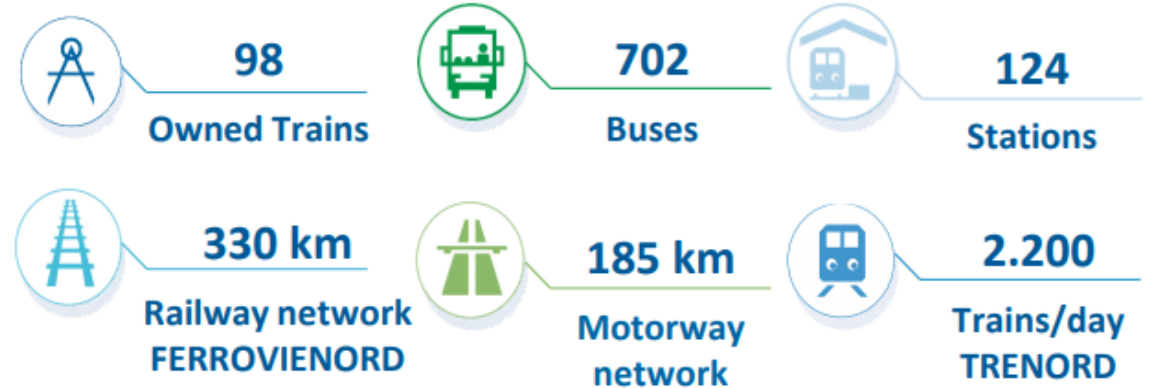 98
Owned Trains
702
Buses
124
Stations
330 km
Railway network
FERROVIENORD
185 km
Motorway
network
2.200
Trains/day
TRENORD